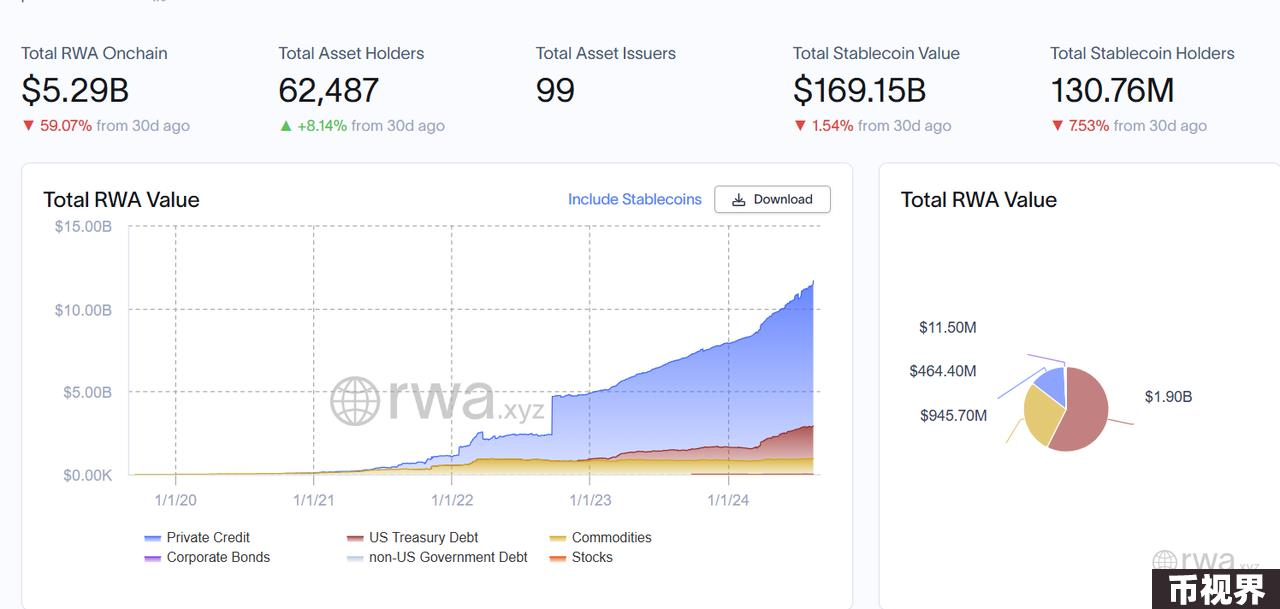 Total RWA Onchain
$5.29B
▼ 59.07% from 30d ago
Total Asset Holders
62,487
▲ +8.14% from 30d ago
Total Asset Issuers
99
Total Stablecoin Value
$169.15B
▼ 1.54% from 30d ago
Total Stablecoin Holders
130.76M
▼ 7.53% from 30d ago
Total RWA Value
Include Stablecoins
Download
$15.00B
$10.00B
$5.00B
$0.00K
rwa.xyz
1/1/20
1/1/21
1/1/22
1/1/23
1/1/24
Private Credit
US Treasury Debt
Commodities
Corporate Bonds
non-US Government Debt
Stocks
Total RWA Value
$11.50M
$464.40M
$945.70M
$1.90B
rwa.xyz
币视界